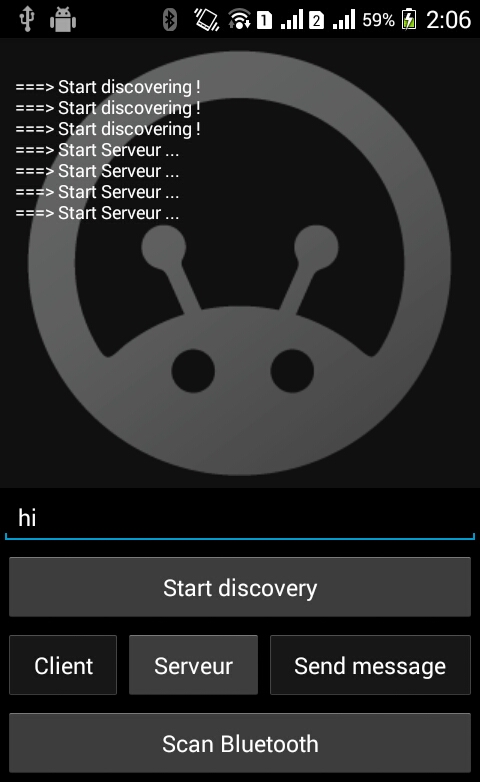 1 2 59% 2:06
===> Start discovering !
===> Start discovering !
===> Start discovering !
===> Start Serveur ...
===> Start Serveur ...
===> Start Serveur ...
===> Start Serveur ...
hi
Start discovery
Client Serveur Send message
Scan Bluetooth